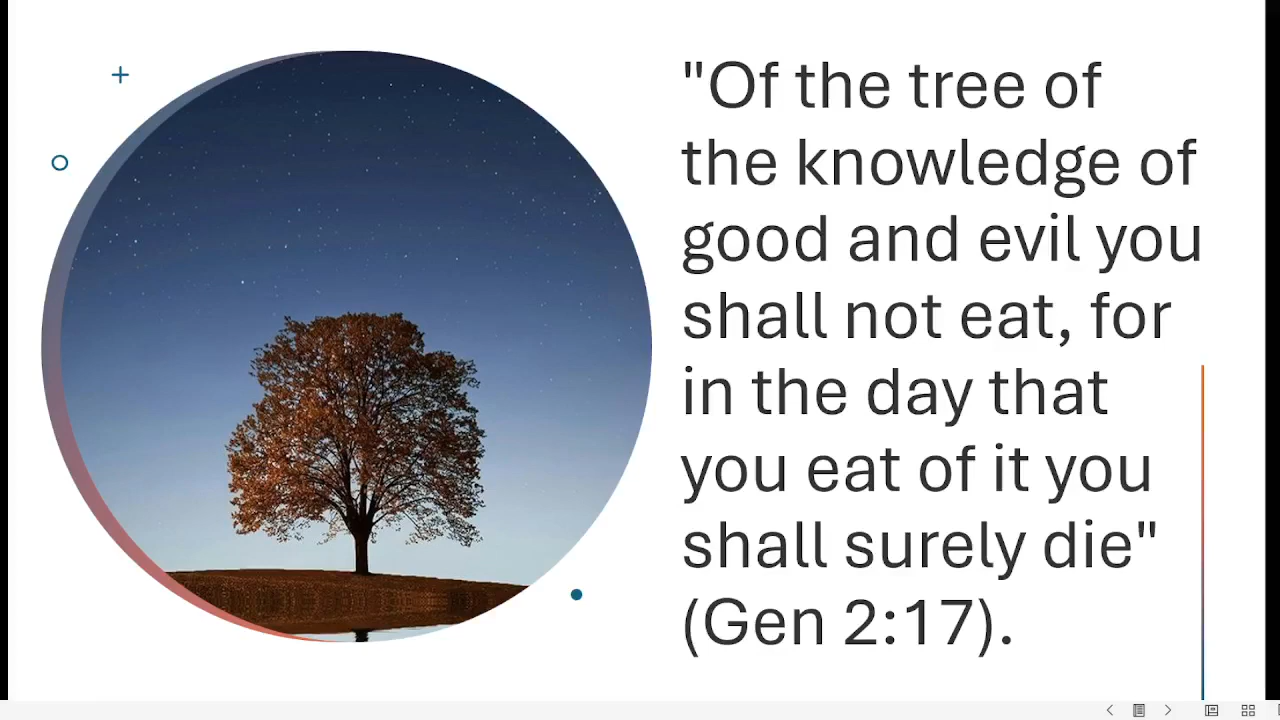 "Of the tree of
the knowledge of
good and evil you
shall not eat, for
in the day that
you eat of it you
shall surely die"
(Gen 2:17).